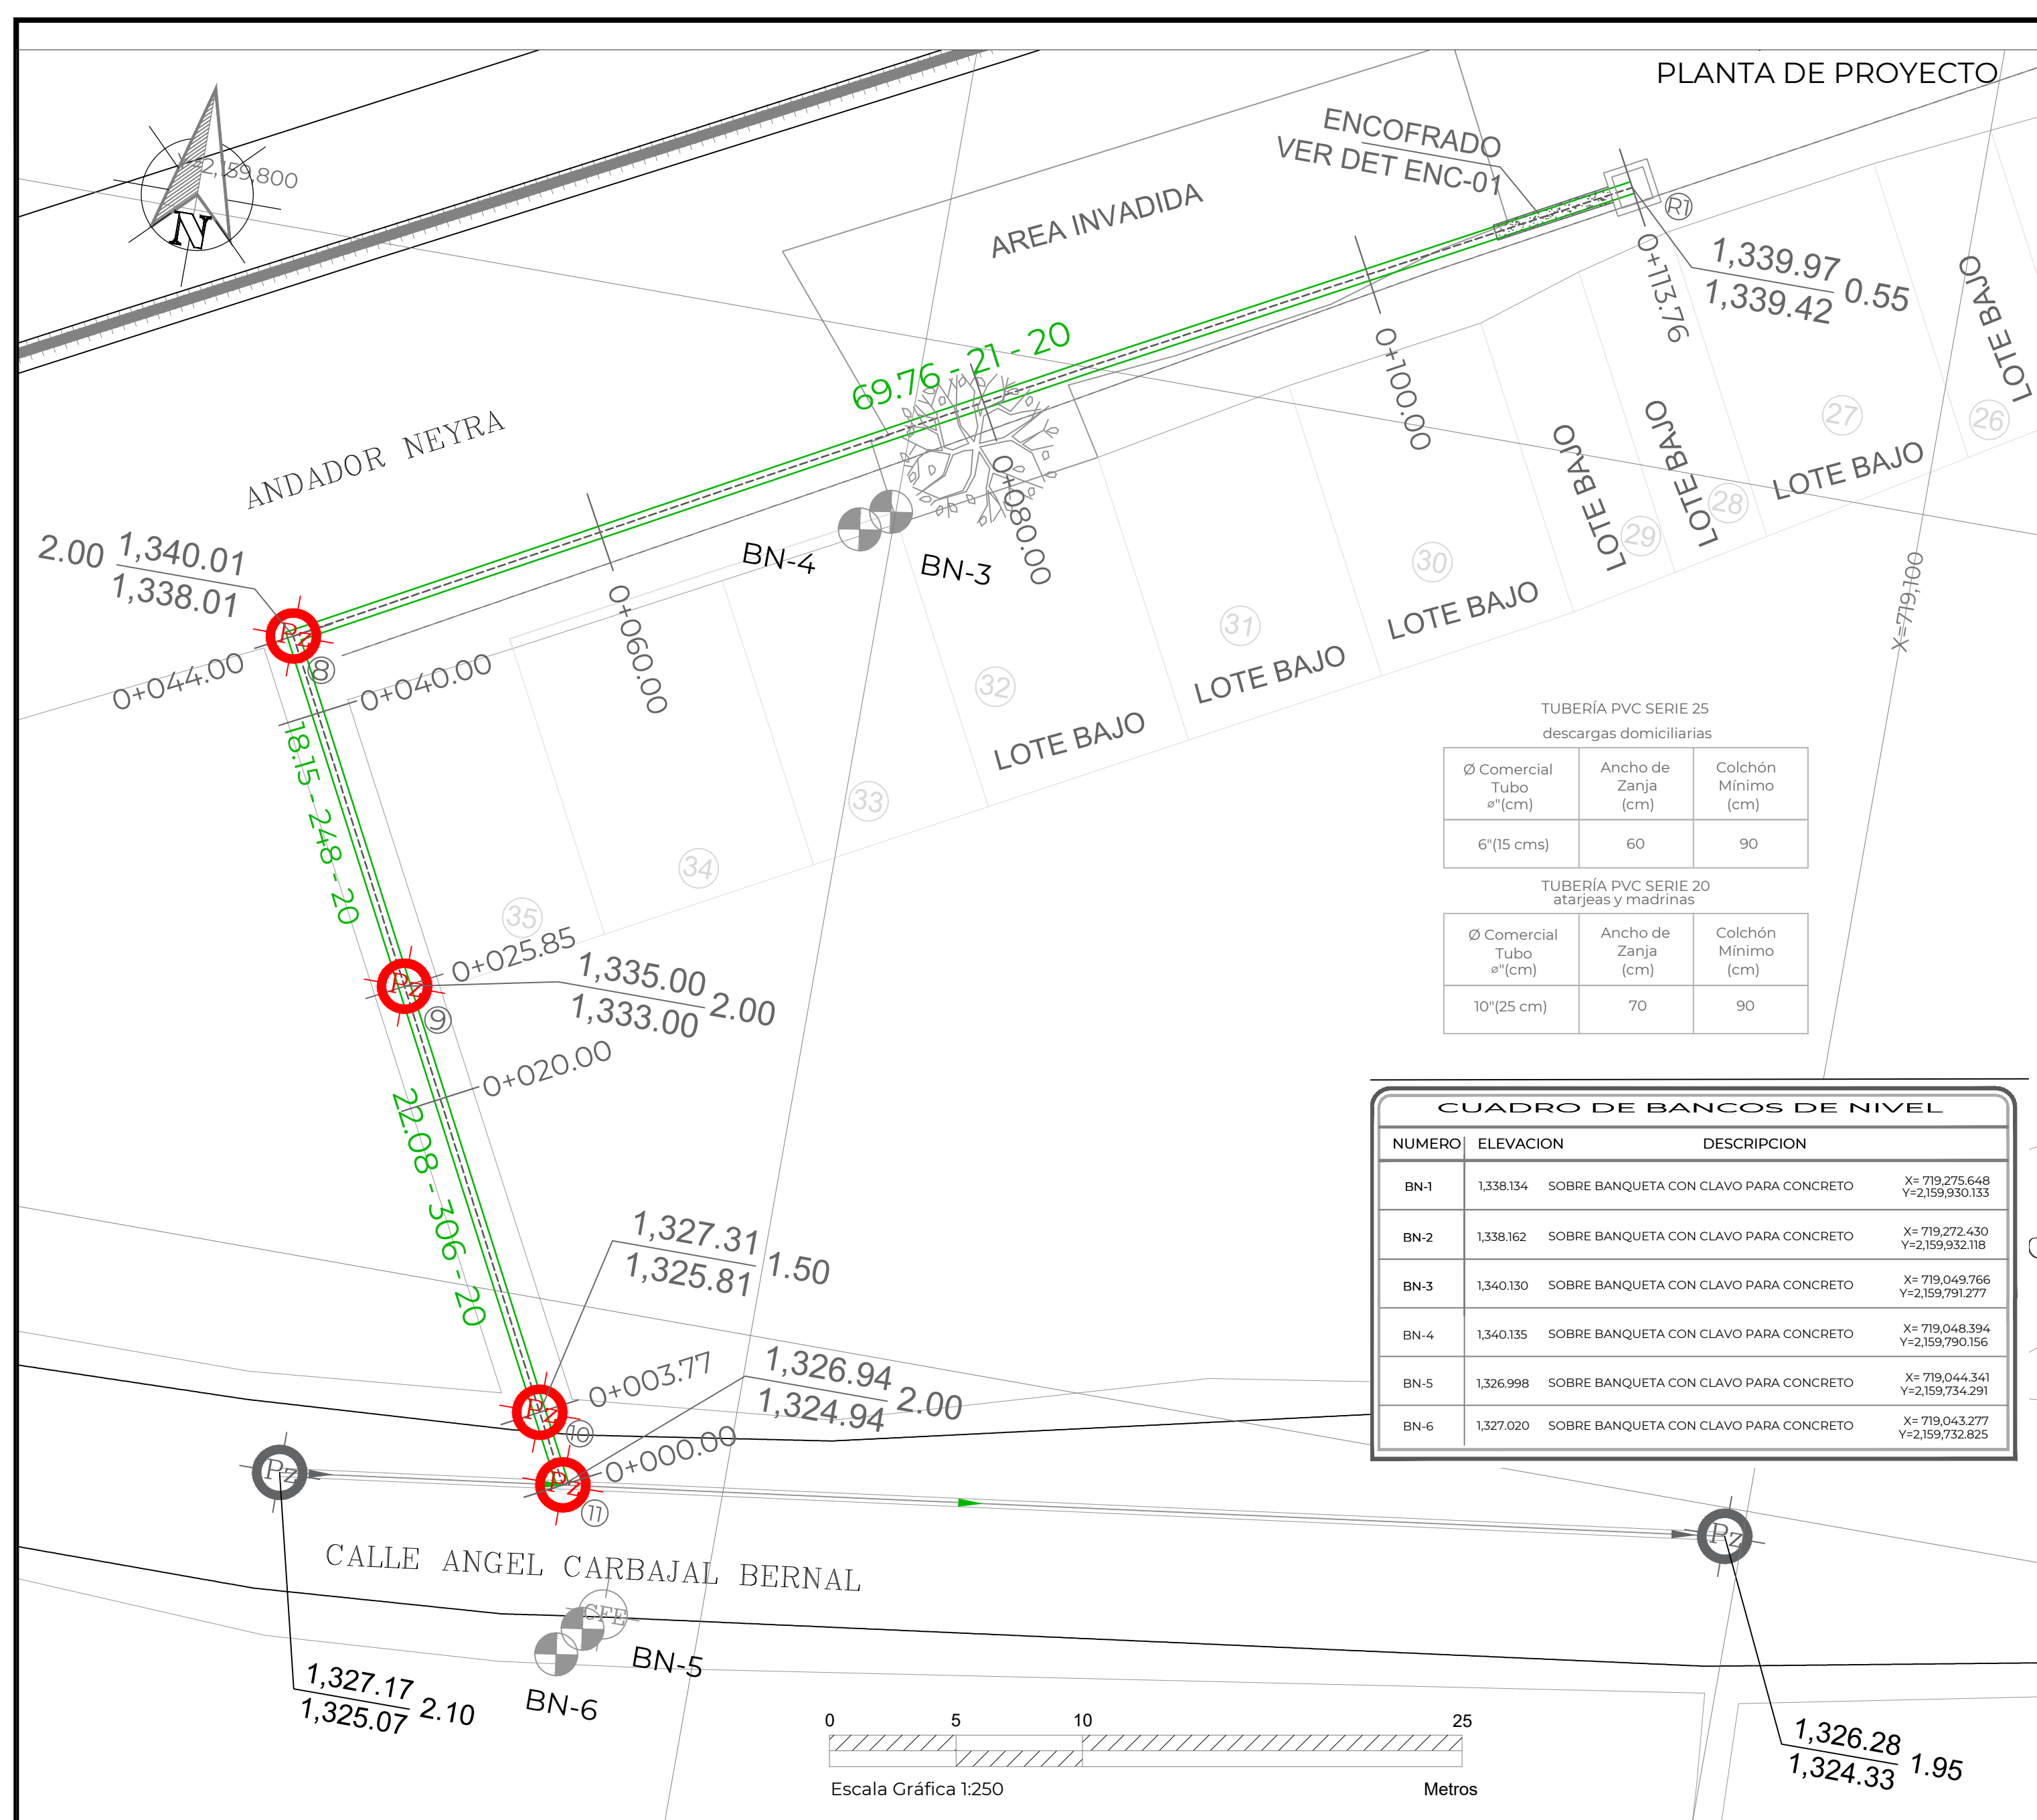 PLANTA DE PROYECTO
2,159,800
N
ENCOFRADO
VER DET ENC-01
AREA INVADIDA
R1
0+113.76
1,339.97
1,339.42
0.55
LOTE BAJO
69.76 - 21 - 20
0+100.00
27
26
LOTE BAJO
LOTE BAJO
LOTE BAJO
28
29
ANDADOR NEYRA
0+080.00
BN-4
BN-3
30
LOTE BAJO
2.00
1,340.01
1,338.01
Pz
8
0+044.00
0+040.00
0+060.00
31
LOTE BAJO
X=719,100
32
LOTE BAJO
33
34
35
18.15 - 248 - 20
TUBERÍA PVC SERIE 25
descargas domiciliarias
Ø Comercial
Tubo
ø"(cm)
Ancho de
Zanja
(cm)
Colchón
Mínimo
(cm)
6"(15 cms)
60
90
TUBERÍA PVC SERIE 20
atarjeas y madrinas
Ø Comercial
Tubo
ø"(cm)
Ancho de
Zanja
(cm)
Colchón
Mínimo
(cm)
10"(25 cm)
70
90
0+025.85
Pz
9
1,335.00
1,333.00
2.00
0+020.00
22.08 - 306 - 20
CUADRO DE BANCOS DE NIVEL
NUMERO ELEVACION DESCRIPCION
BN-1 1,338.134 SOBRE BANQUETA CON CLAVO PARA CONCRETO X= 719,275.648
Y=2,159,930.133
BN-2 1,338.162 SOBRE BANQUETA CON CLAVO PARA CONCRETO X= 719,272.430
Y=2,159,932.118
BN-3 1,340.130 SOBRE BANQUETA CON CLAVO PARA CONCRETO X= 719,049.766
Y=2,159,791.277
BN-4 1,340.135 SOBRE BANQUETA CON CLAVO PARA CONCRETO X= 719,048.394
Y=2,159,790.156
BN-5 1,326.998 SOBRE BANQUETA CON CLAVO PARA CONCRETO X= 719,044.341
Y=2,159,734.291
BN-6 1,327.020 SOBRE BANQUETA CON CLAVO PARA CONCRETO X= 719,043.277
Y=2,159,732.825
1,327.31
1,325.81
1.50
0+003.77
Pz
10
1,326.94
1,324.94
2.00
0+000.00
Pz
11
Pz
Pz
CALLE ANGEL CARBAJAL BERNAL
CFE
BN-5
BN-6
1,327.17
1,325.07
2.10
0 5 10 25
Escala Gráfica 1:250
Metros
1,326.28
1,324.33
1.95